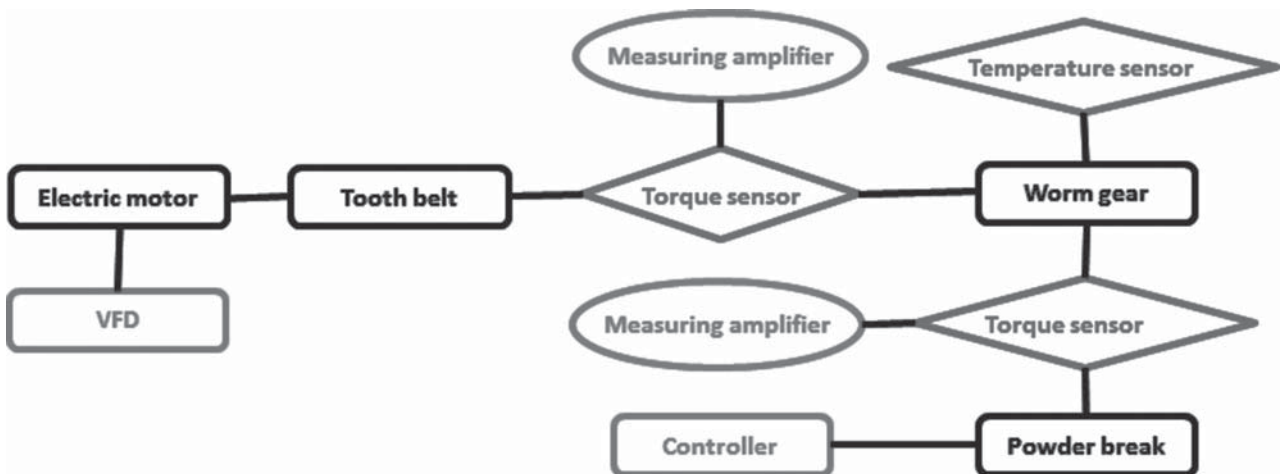 Measuring amplifier
Temperature sensor
Electric motor
Tooth belt
Torque sensor
Worm gear
VFD
Measuring amplifier
Torque sensor
Controller
Powder break